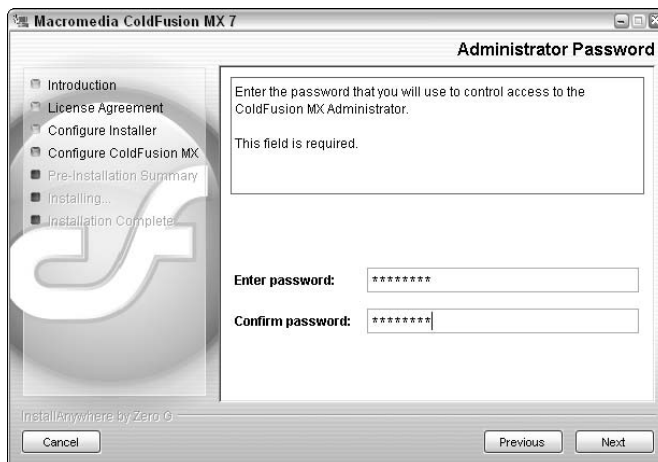 Macromedia ColdFusion MX 7
Administrator Password
Introduction
License Agreement
Configure Installer
Configure ColdFusion MX
Pre-Installation Summary
Installing...
Installation Complete
Enter the password that you will use to control access to the
ColdFusion MX Administrator.
This field is required.
Enter password: ********
Confirm password: ********
InstallAnywhere by Zero G
Cancel Previous Next